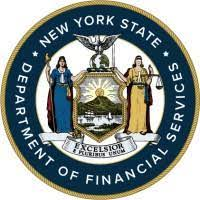 NEW YORK STATE
DEPARTMENT OF FINANCIAL SERVICES
EXCELSIOR
E PLURIBUS UNUM